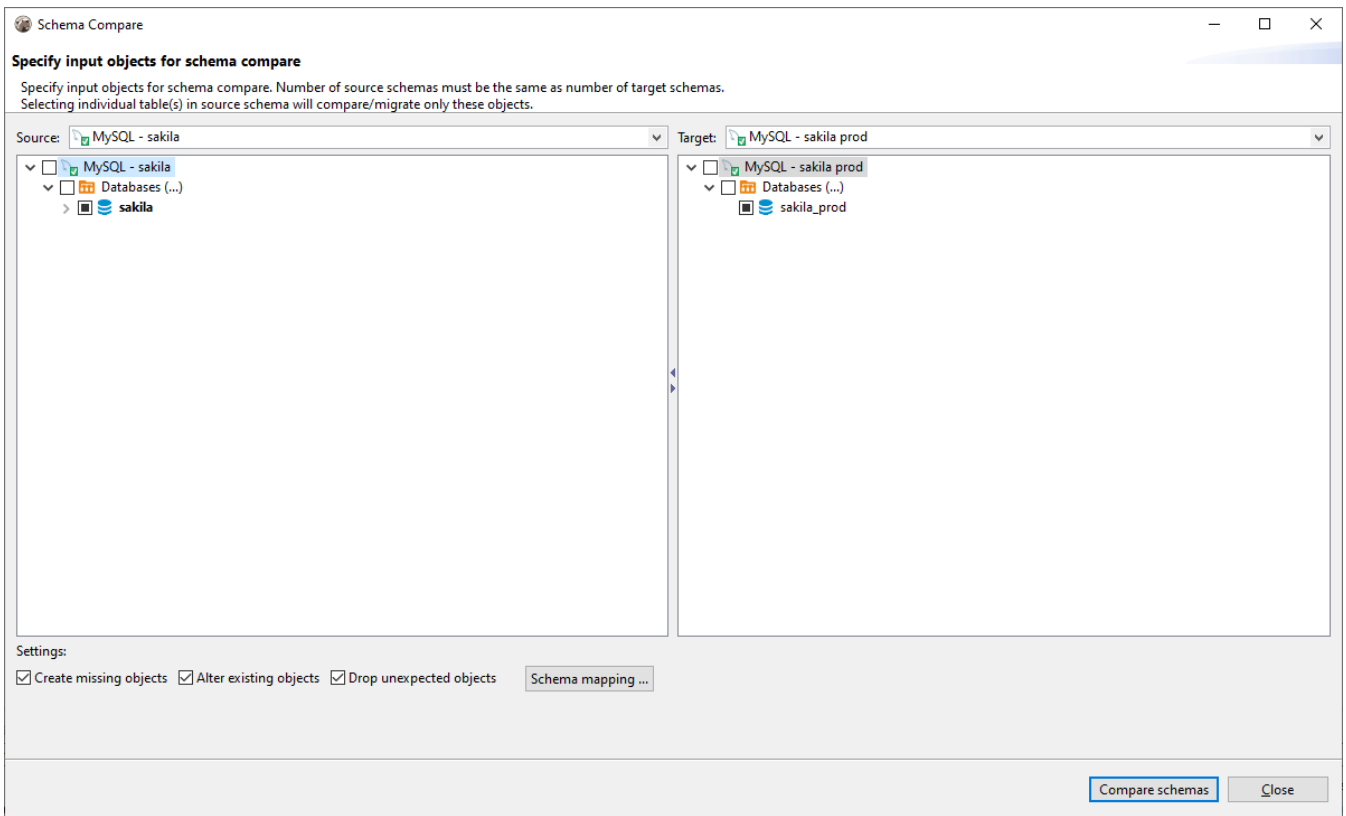 Schema Compare
Specify input objects for schema compare
Specify input objects for schema compare. Number of source schemas must be the same as number of target schemas.
Selecting individual table(s) in source schema will compare/migrate only these objects.
Source: MySQL - sakila
Target: MySQL - sakila prod
MySQL - sakila
Databases (...)
sakila
MySQL - sakila prod
Databases (...)
sakila_prod
Settings:
Create missing objects Alter existing objects Drop unexpected objects Schema mapping ...
Compare schemas Close